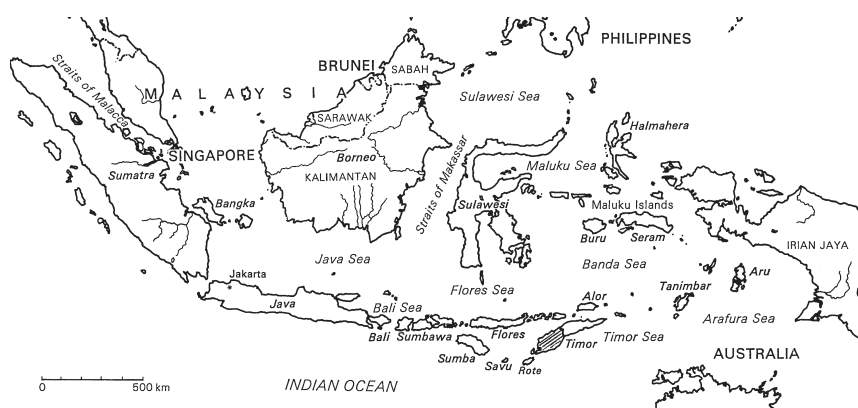 PHILIPPINES
BRUNEI
SABAH
Straits of Malacca
MALAYSIA
Sulawesi Sea
SARAWAK
Halmahera
SINGAPORE
Borneo
Straits of Makassar
Maluku Sea
Sumatra
KALIMANTAN
Bangka
Sulawesi
Maluku Islands
Buru
Seram
IRIAN JAYA
Java Sea
Banda Sea
Jakarta
Aru
Flores Sea
Tanimbar
Java
Bali Sea
Alor
Arafura Sea
Bali
Sumbawa
Flores
Timor
Timor Sea
Sumba
Savu
Rote
AUSTRALIA
0
500 km
INDIAN OCEAN